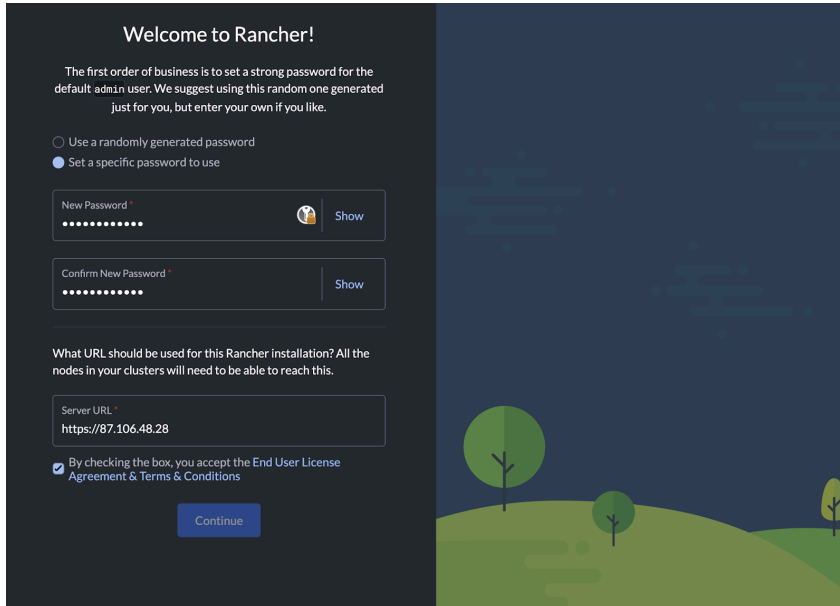 Welcome to Rancher!
The first order of business is to set a strong password for the
default admin user. We suggest using this random one generated
just for you, but enter your own if you like.
Use a randomly generated password
Set a specific password to use
New Password *
••••••••••••
Show
Confirm New Password *
••••••••••••
Show
What URL should be used for this Rancher installation? All the
nodes in your clusters will need to be able to reach this.
Server URL *
https://87.106.48.28
By checking the box, you accept the End User License
Agreement & Terms & Conditions
Continue